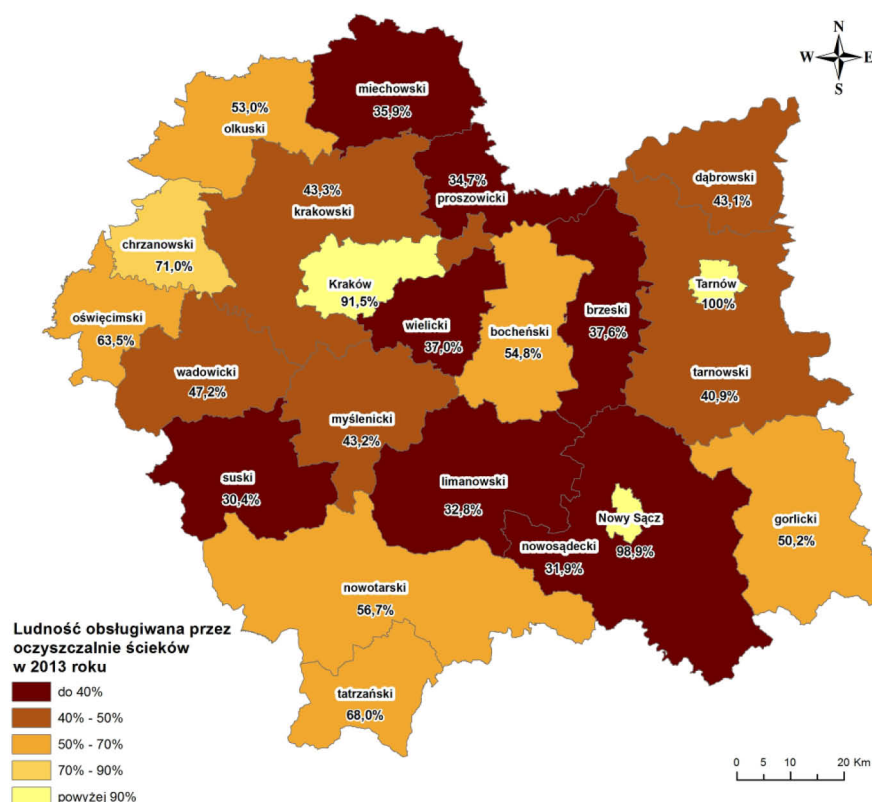 N
W E
S
miechowski
35,9%
53,0%
olkuski
34,7%
proszowicki
dąbrowski
43,1%
43,3%
krakowski
chrzanowski
71,0%
Kraków
91,5%
Tarnów
100%
oświęcimski
63,5%
wielicki
37,0%
bocheński
54,8%
brzeski
37,6%
wadowicki
47,2%
tarnowski
40,9%
myślenicki
43,2%
suski
30,4%
limanowski
32,8%
Nowy Sącz
98,9%
gorlicki
50,2%
nowosądecki
31,9%
nowotarski
56,7%
tatrzański
68,0%
Ludność obsługiwana przez
oczyszczalnie ścieków
w 2013 roku
do 40%
40% - 50%
50% - 70%
70% - 90%
powyżej 90%
0 5 10 20 Km